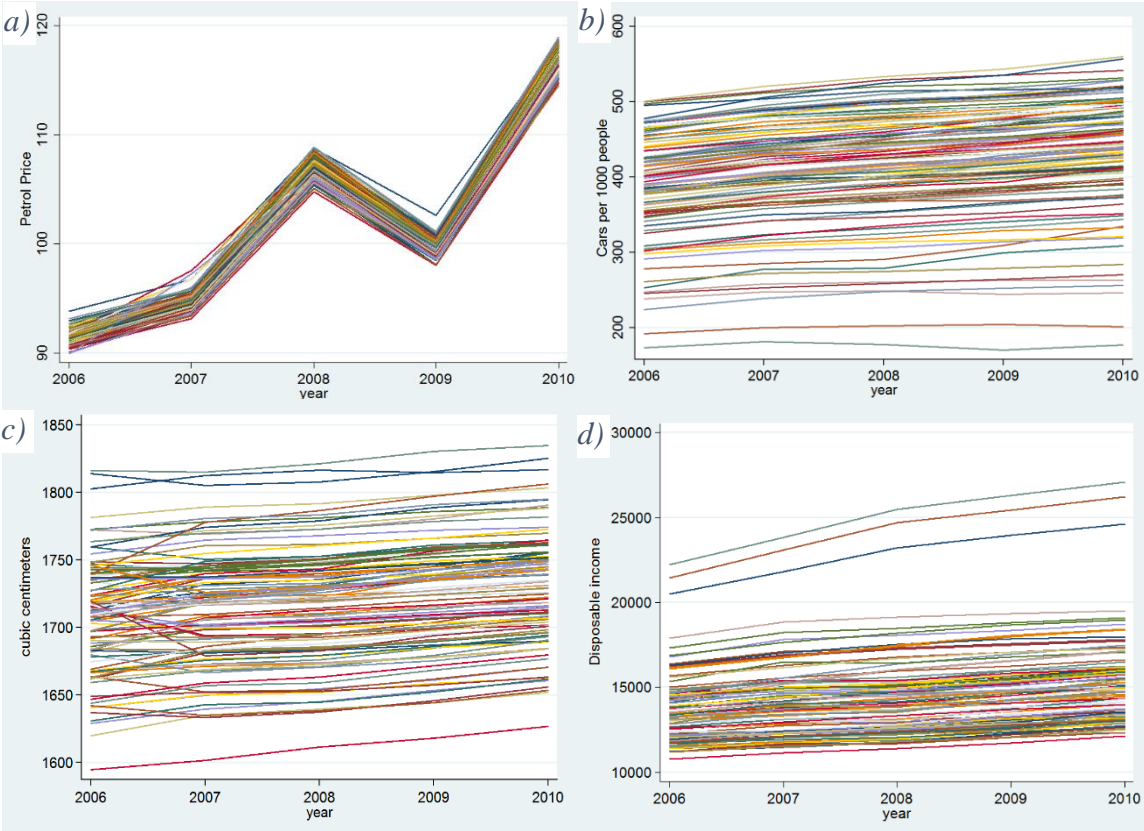 a)
120
110
100
90
Petrol Price
2006 2007 2008 2009 2010
year
b)
600
500
400
300
200
Cars per 1000 people
2006 2007 2008 2009 2010
year
c)
1850
1800
1750
1700
1650
1600
cubic centimeters
2006 2007 2008 2009 2010
year
d)
30000
25000
20000
15000
10000
Disposable income
2006 2007 2008 2009 2010
year